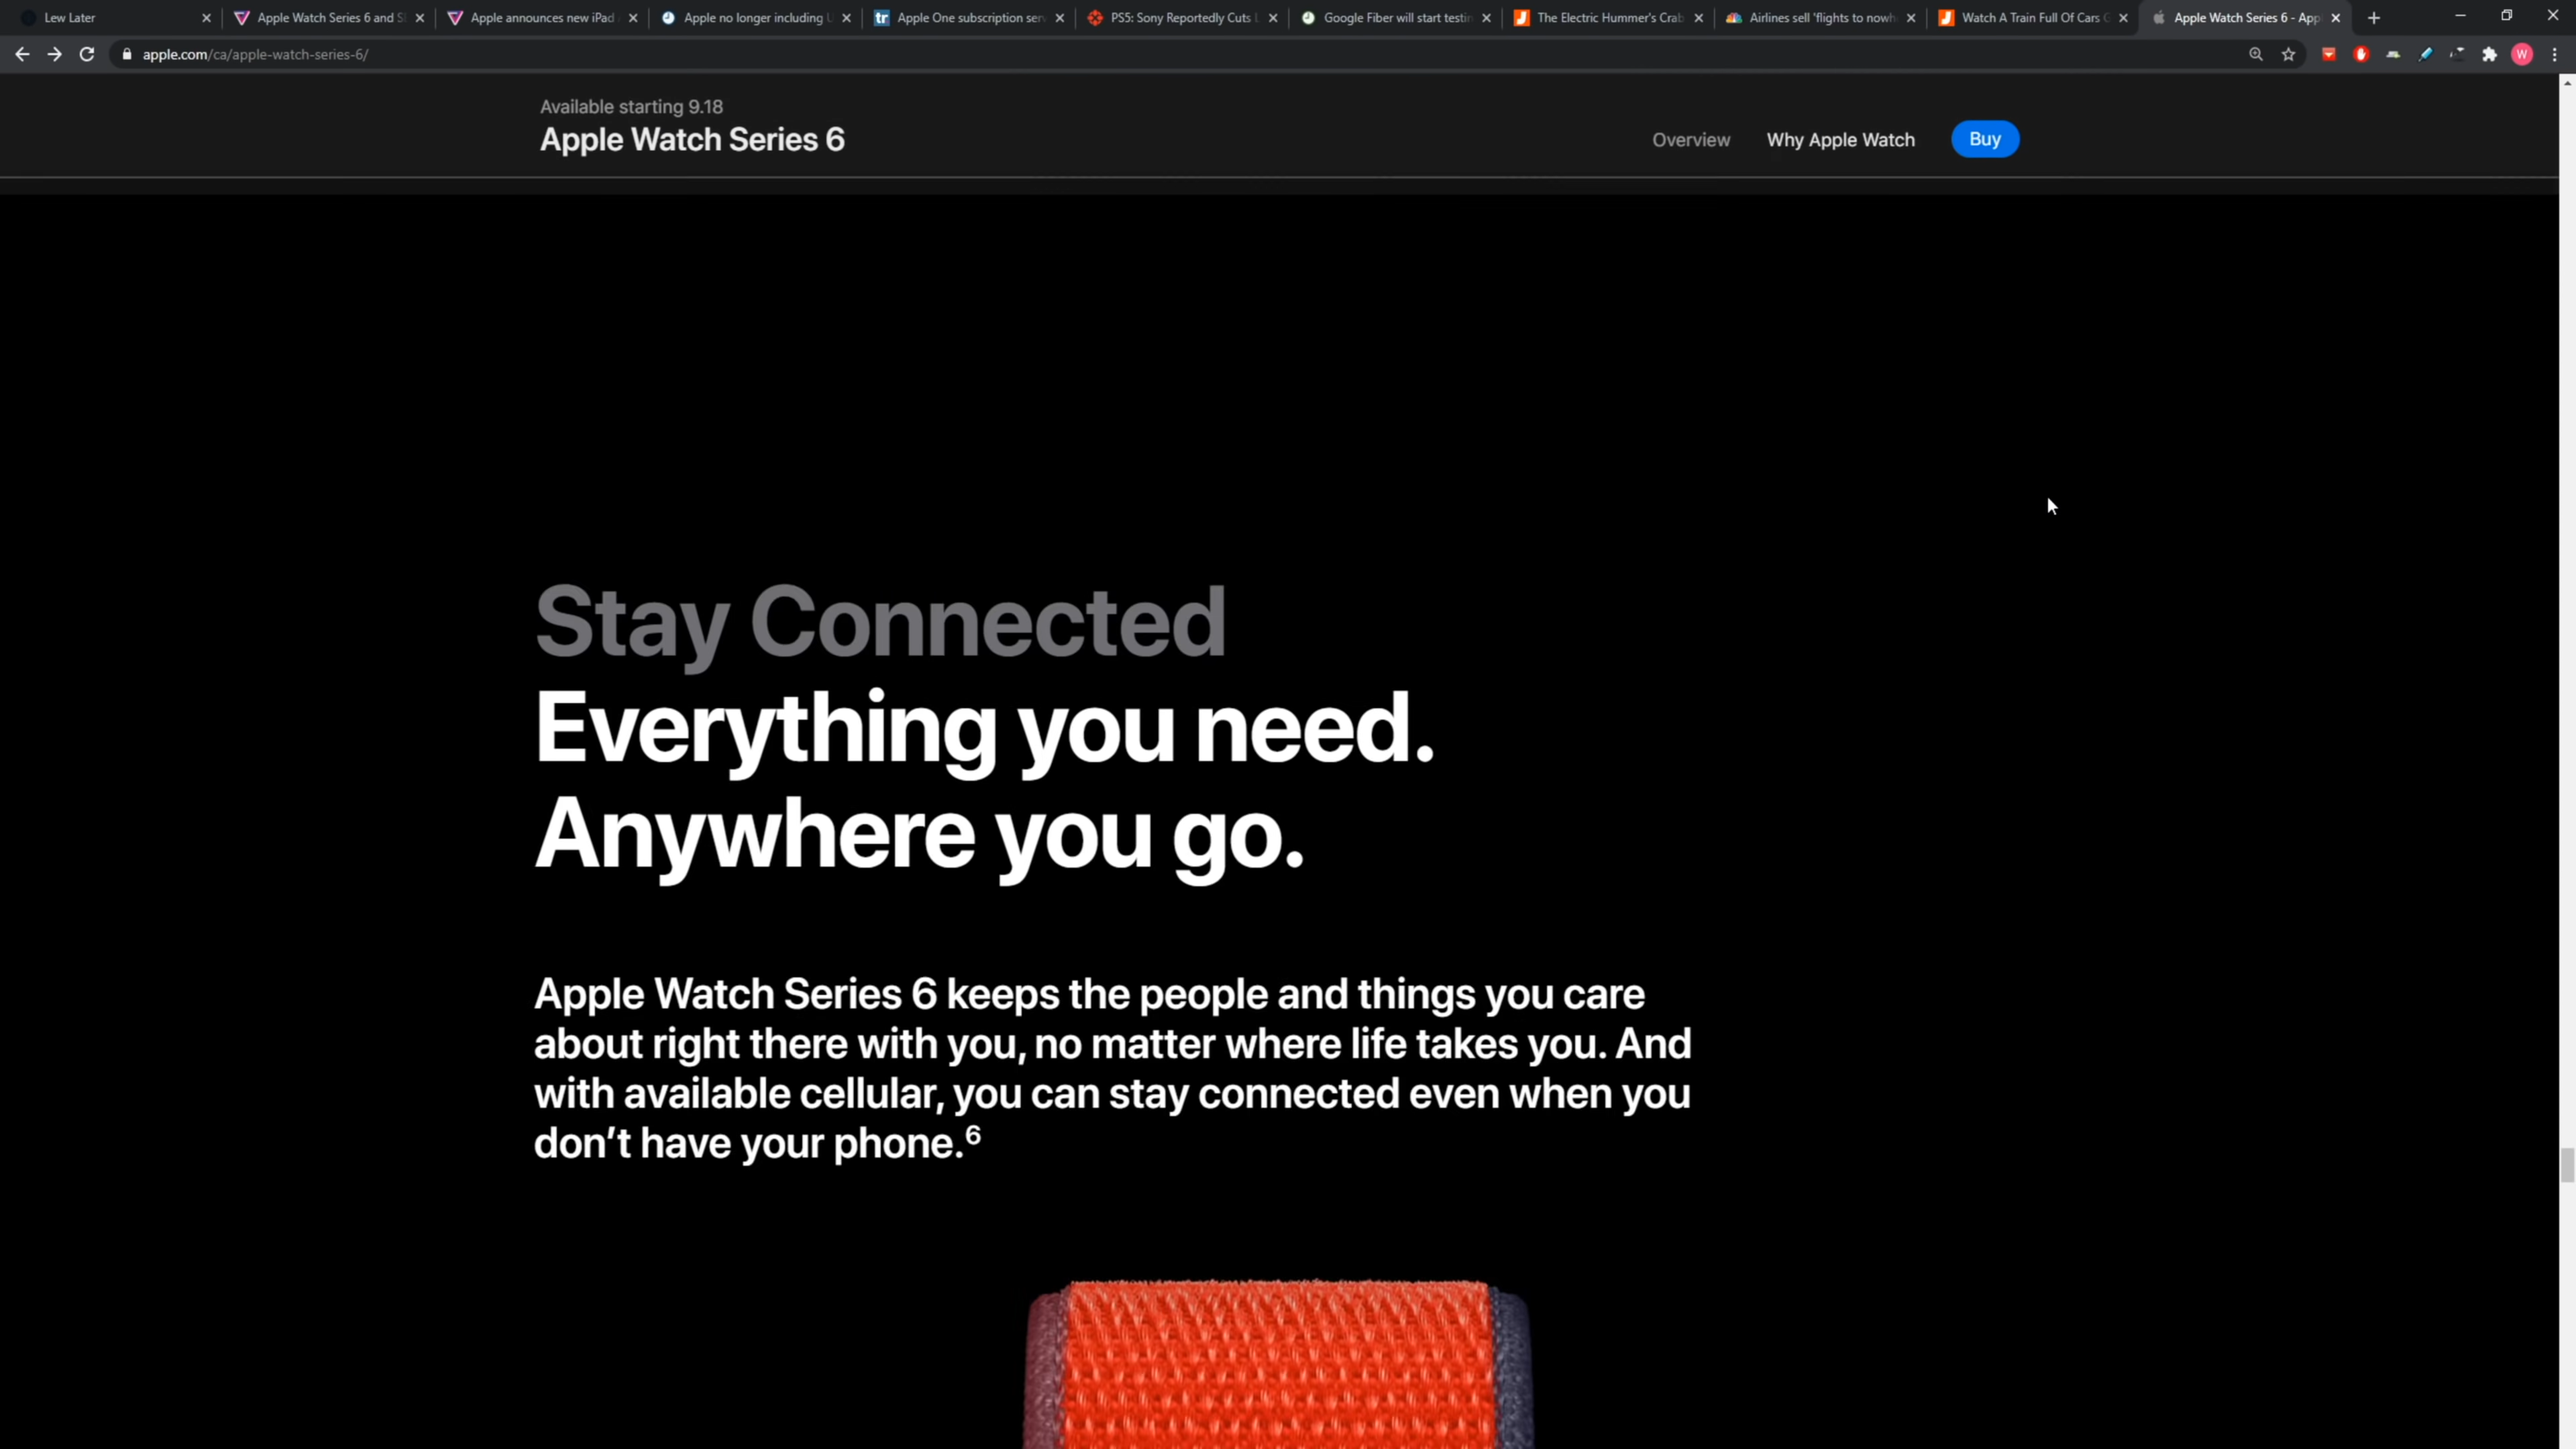 Lew Later
Apple Watch Series 6 and S
Apple announces new iPad
Apple no longer including
Apple One subscription ser
PS5: Sony Reportedly Cuts
Google Fiber will start testin
The Electric Hummer's Crab
Airlines sell 'flights to nowh
Watch A Train Full Of Cars
Apple Watch Series 6 - App
apple.com/ca/apple-watch-series-6/
W
Available starting 9.18
Apple Watch Series 6
Overview
Why Apple Watch
Buy
Stay Connected
Everything you need.
Anywhere you go.
Apple Watch Series 6 keeps the people and things you care
about right there with you, no matter where life takes you. And
with available cellular, you can stay connected even when you
don’t have your phone.⁶